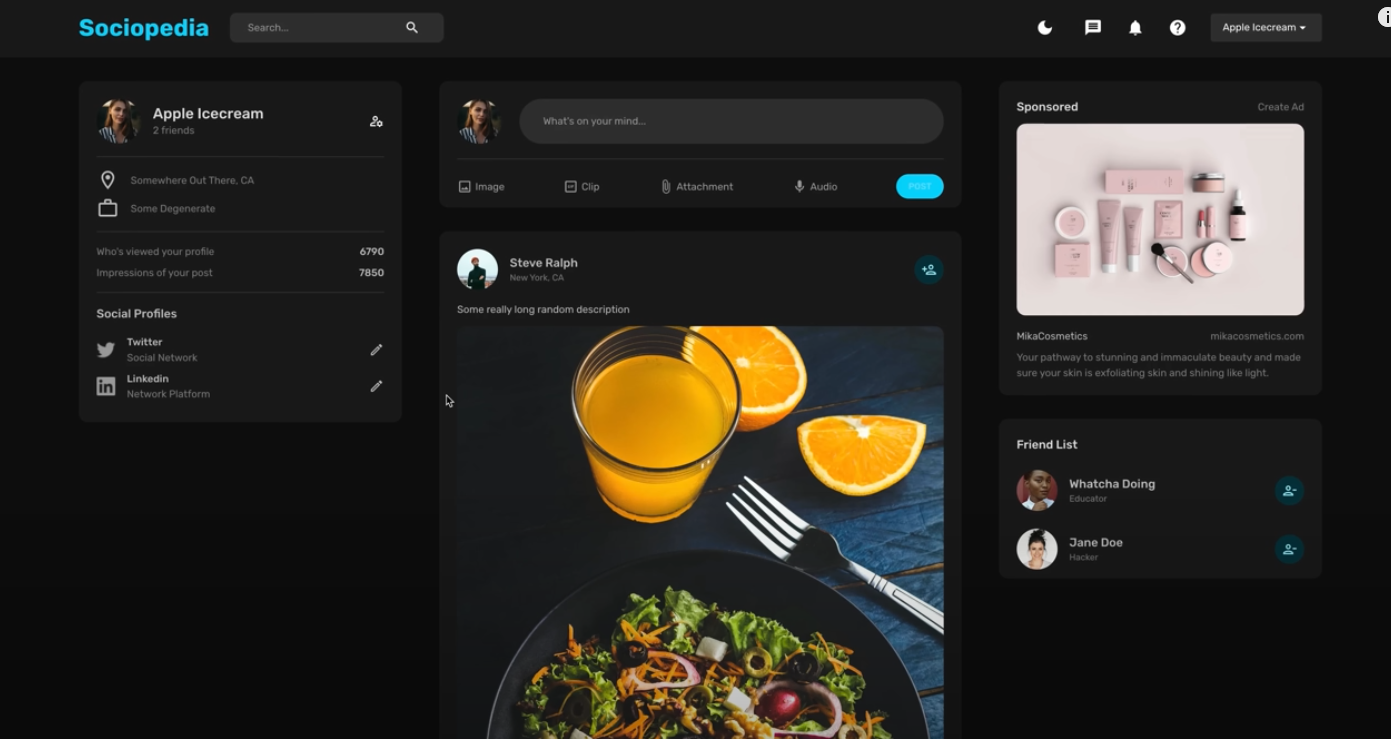 Sociopedia
Search...
Apple Icecream
Apple Icecream
2 friends
Somewhere Out There, CA
Some Degenerate
Who's viewed your profile 6790
Impressions of your post 7850
Social Profiles
Twitter
Social Network
Linkedin
Network Platform
What's on your mind...
Image Clip Attachment Audio POST
Steve Ralph
New York, CA
Some really long random description
Sponsored Create Ad
MikaCosmetics mikacosmetics.com
Your pathway to stunning and immaculate beauty and made
sure your skin is exfoliating skin and shining like light.
Friend List
Whatcha Doing
Educator
Jane Doe
Hacker